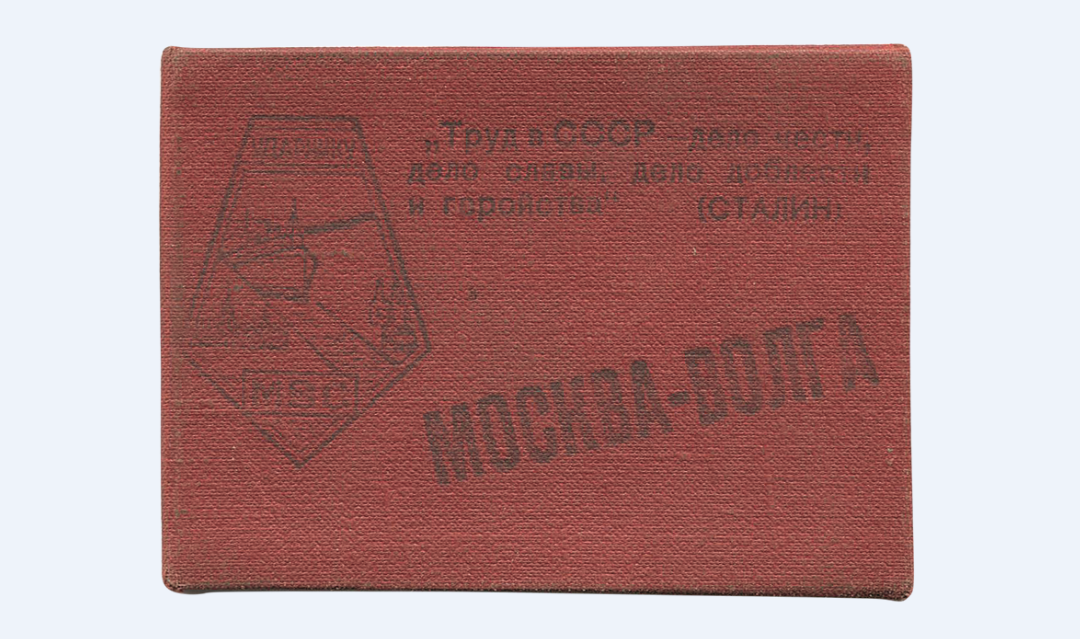 УДАРНИКУ
МВС
„Труд в СССР - дело чести,
дело славы, дело доблести
и геройства" (СТАЛИН)
МОСКВА-ВОЛГА